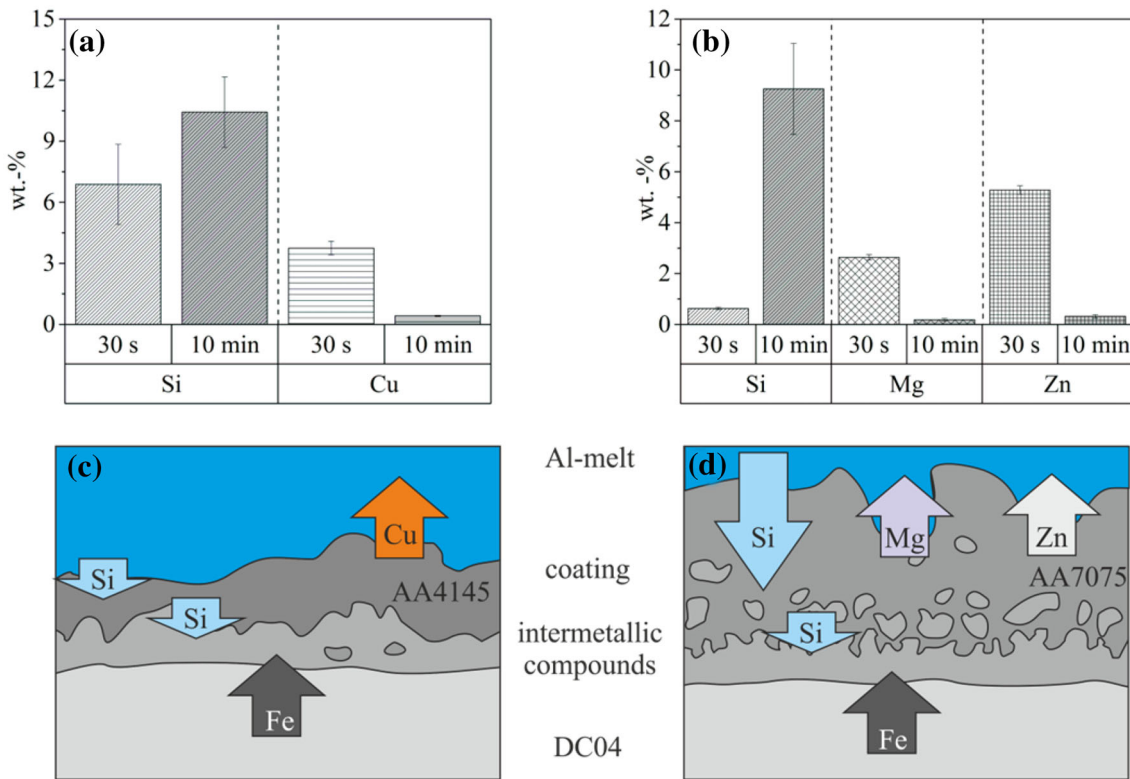 (a)
15
12
9
6
3
0
wt.-%
30 s 10 min 30 s 10 min
Si Cu
(b)
12
10
8
6
4
2
0
wt. -%
30 s 10 min 30 s 10 min 30 s 10 min
Si Mg Zn
(c)
Cu
Si
AA4145
Si
Fe
Al-melt
coating
intermetallic
compounds
DC04
(d)
Si Mg Zn
AA7075
Si
Fe